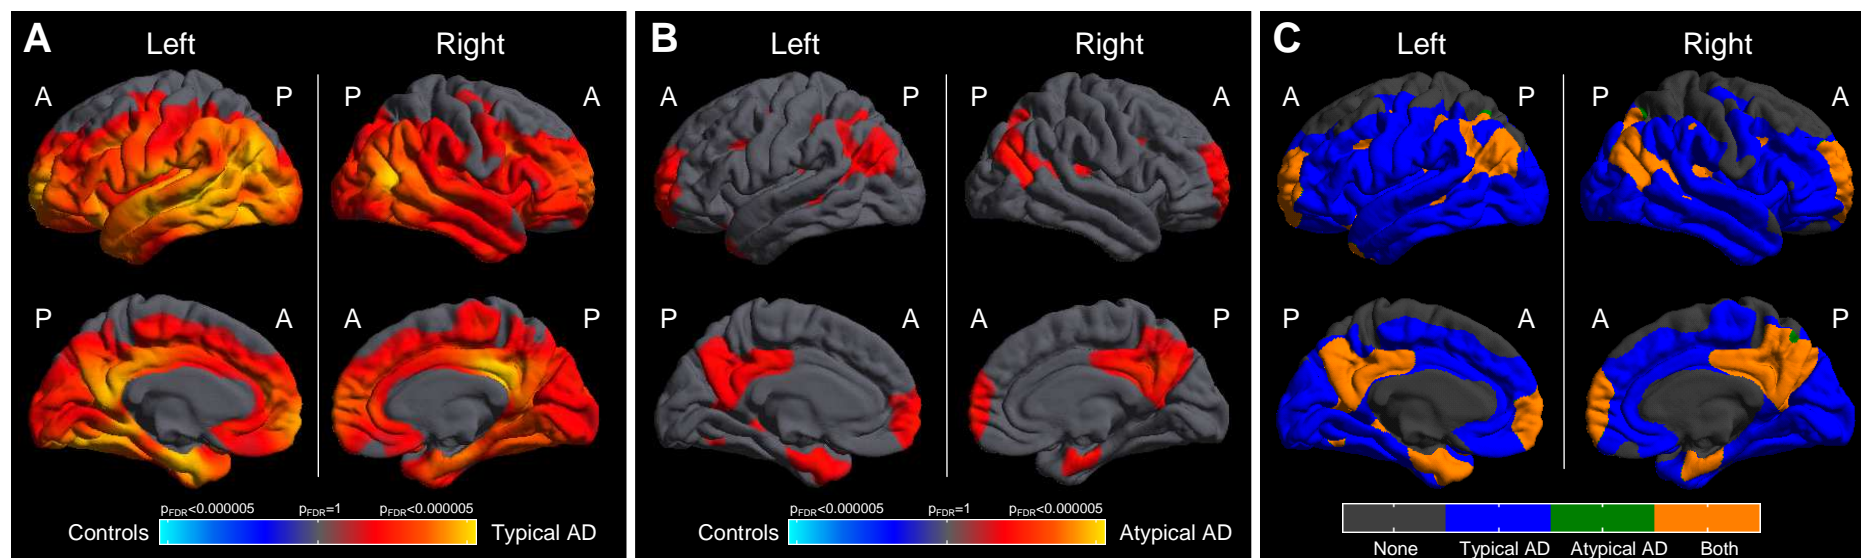 A
Left Right
A P P A
P A A P
pFDR<0.000005 pFDR=1 pFDR<0.000005
Controls Typical AD
B
Left Right
A P P A
P A A P
pFDR<0.000005 pFDR=1 pFDR<0.000005
Controls Atypical AD
C
Left Right
A P P A
P A A P
None Typical AD Atypical AD Both